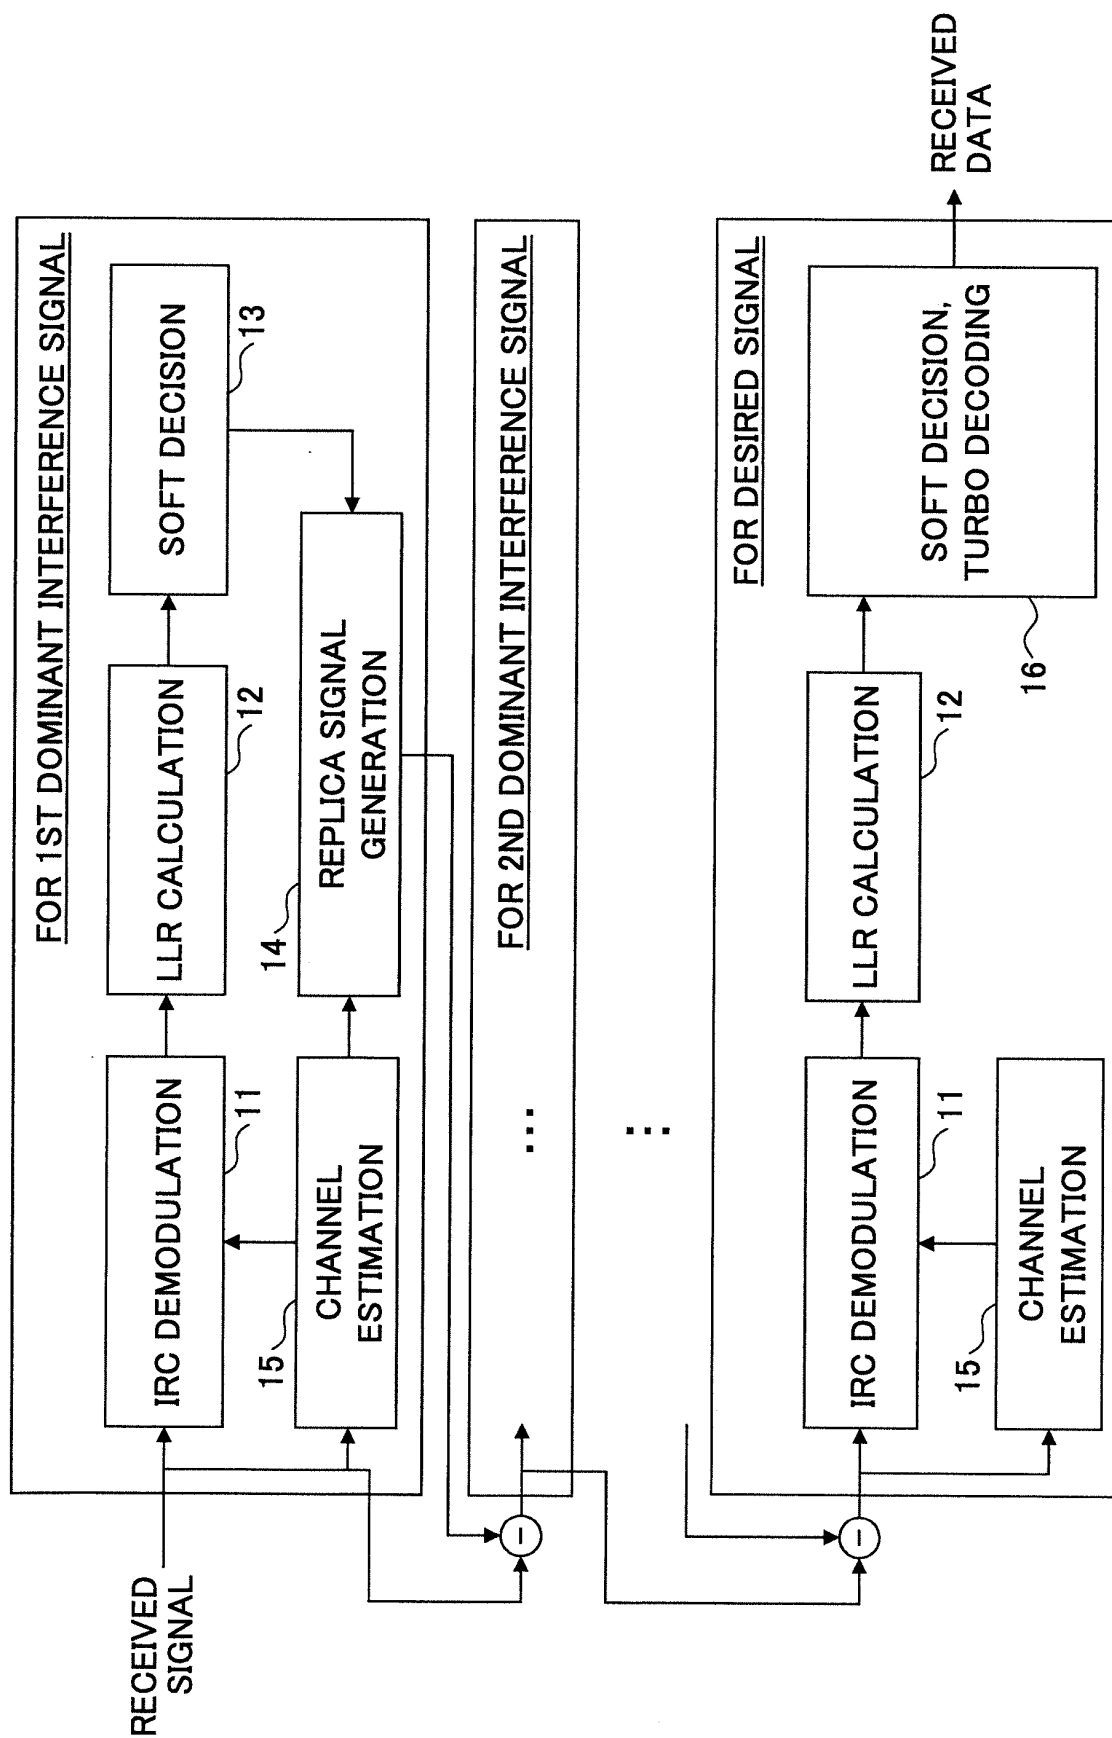 RECEIVED
SIGNAL
FOR 1ST DOMINANT INTERFERENCE SIGNAL
IRC DEMODULATION
11
LLR CALCULATION
12
SOFT DECISION
13
15
CHANNEL
ESTIMATION
14
REPLICA SIGNAL
GENERATION
−
FOR 2ND DOMINANT INTERFERENCE SIGNAL
...
...
−
FOR DESIRED SIGNAL
IRC DEMODULATION
11
LLR CALCULATION
12
SOFT DECISION,
TURBO DECODING
16
15
CHANNEL
ESTIMATION
RECEIVED
DATA